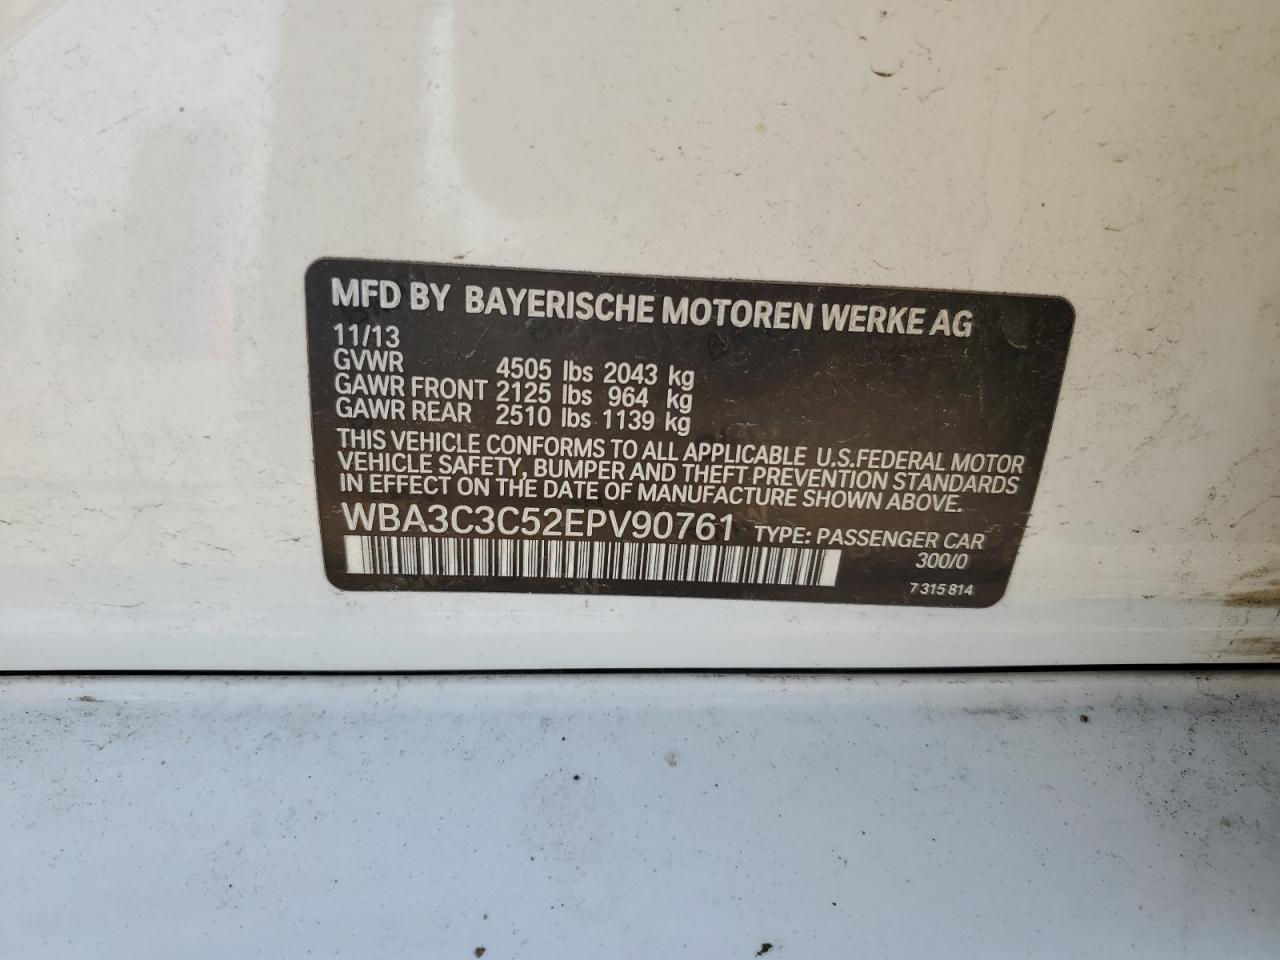 MFD BY BAYERISCHE MOTOREN WERKE AG
11/13
GVWR 4505 lbs 2043 kg
GAWR FRONT 2125 lbs 964 kg
GAWR REAR 2510 lbs 1139 kg
THIS VEHICLE CONFORMS TO ALL APPLICABLE U.S.FEDERAL MOTOR
VEHICLE SAFETY, BUMPER AND THEFT PREVENTION STANDARDS
IN EFFECT ON THE DATE OF MANUFACTURE SHOWN ABOVE.
WBA3C3C52EPV90761 TYPE: PASSENGER CAR
300/0
7 315 814